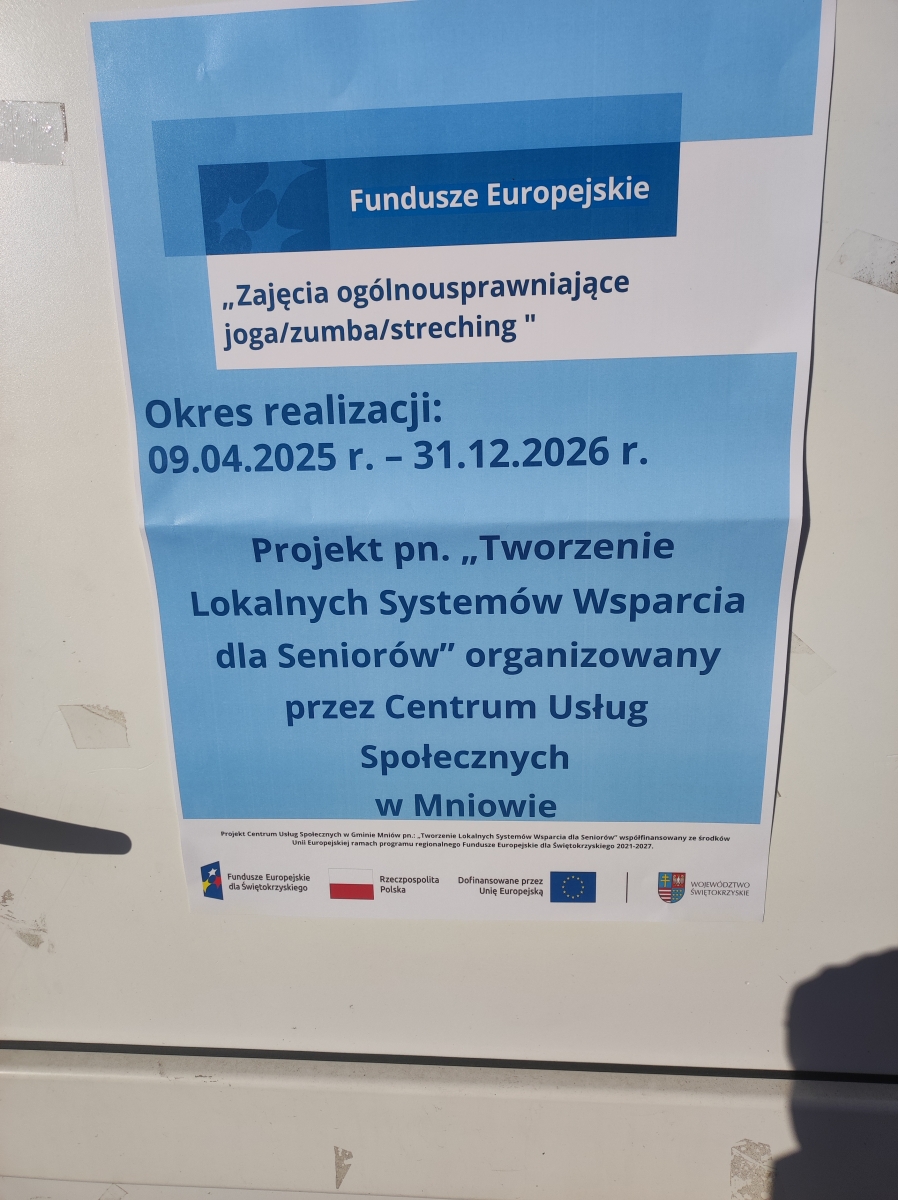 Fundusze Europejskie
„Zajęcia ogólnousprawniające
joga/zumba/streching "
Okres realizacji:
09.04.2025 r. – 31.12.2026 r.
Projekt pn. „Tworzenie
Lokalnych Systemów Wsparcia
dla Seniorów” organizowany
przez Centrum Usług
Społecznych
w Mniowie
Projekt Centrum Usług Społecznych w Gminie Mniów pn.: „Tworzenie Lokalnych Systemów Wsparcia dla Seniorów" współfinansowany ze środków
Unii Europejskiej ramach programu regionalnego Fundusze Europejskie dla Świętokrzyskiego 2021-2027.
Fundusze Europejskie
dla Świętokrzyskiego
Rzeczpospolita
Polska
Dofinansowane przez
Unię Europejską
WOJEWÓDZTWO
ŚWIĘTOKRZYSKIE